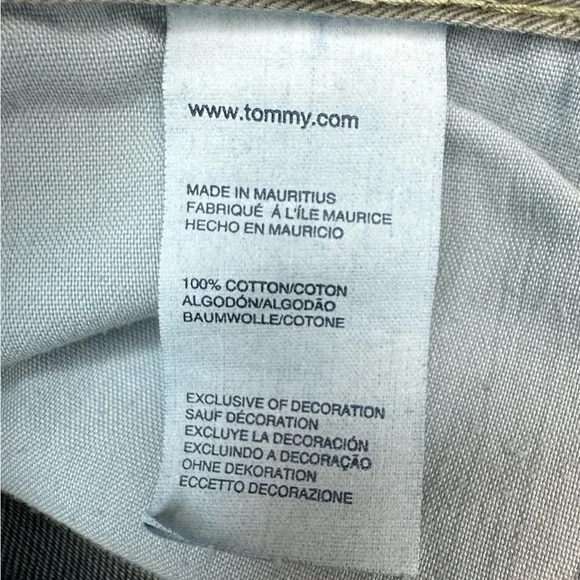 www.tommy.com
MADE IN MAURITIUS
FABRIQUÉ Á L'ÎLE MAURICE
HECHO EN MAURICIO
100% COTTON/COTON
ALGODÓN/ALGODÃO
BAUMWOLLE/COTONE
EXCLUSIVE OF DECORATION
SAUF DÉCORATION
EXCLUYE LA DECORACIÓN
EXCLUINDO A DECORAÇÃO
OHNE DEKORATION
ECCETTO DECORAZIONE